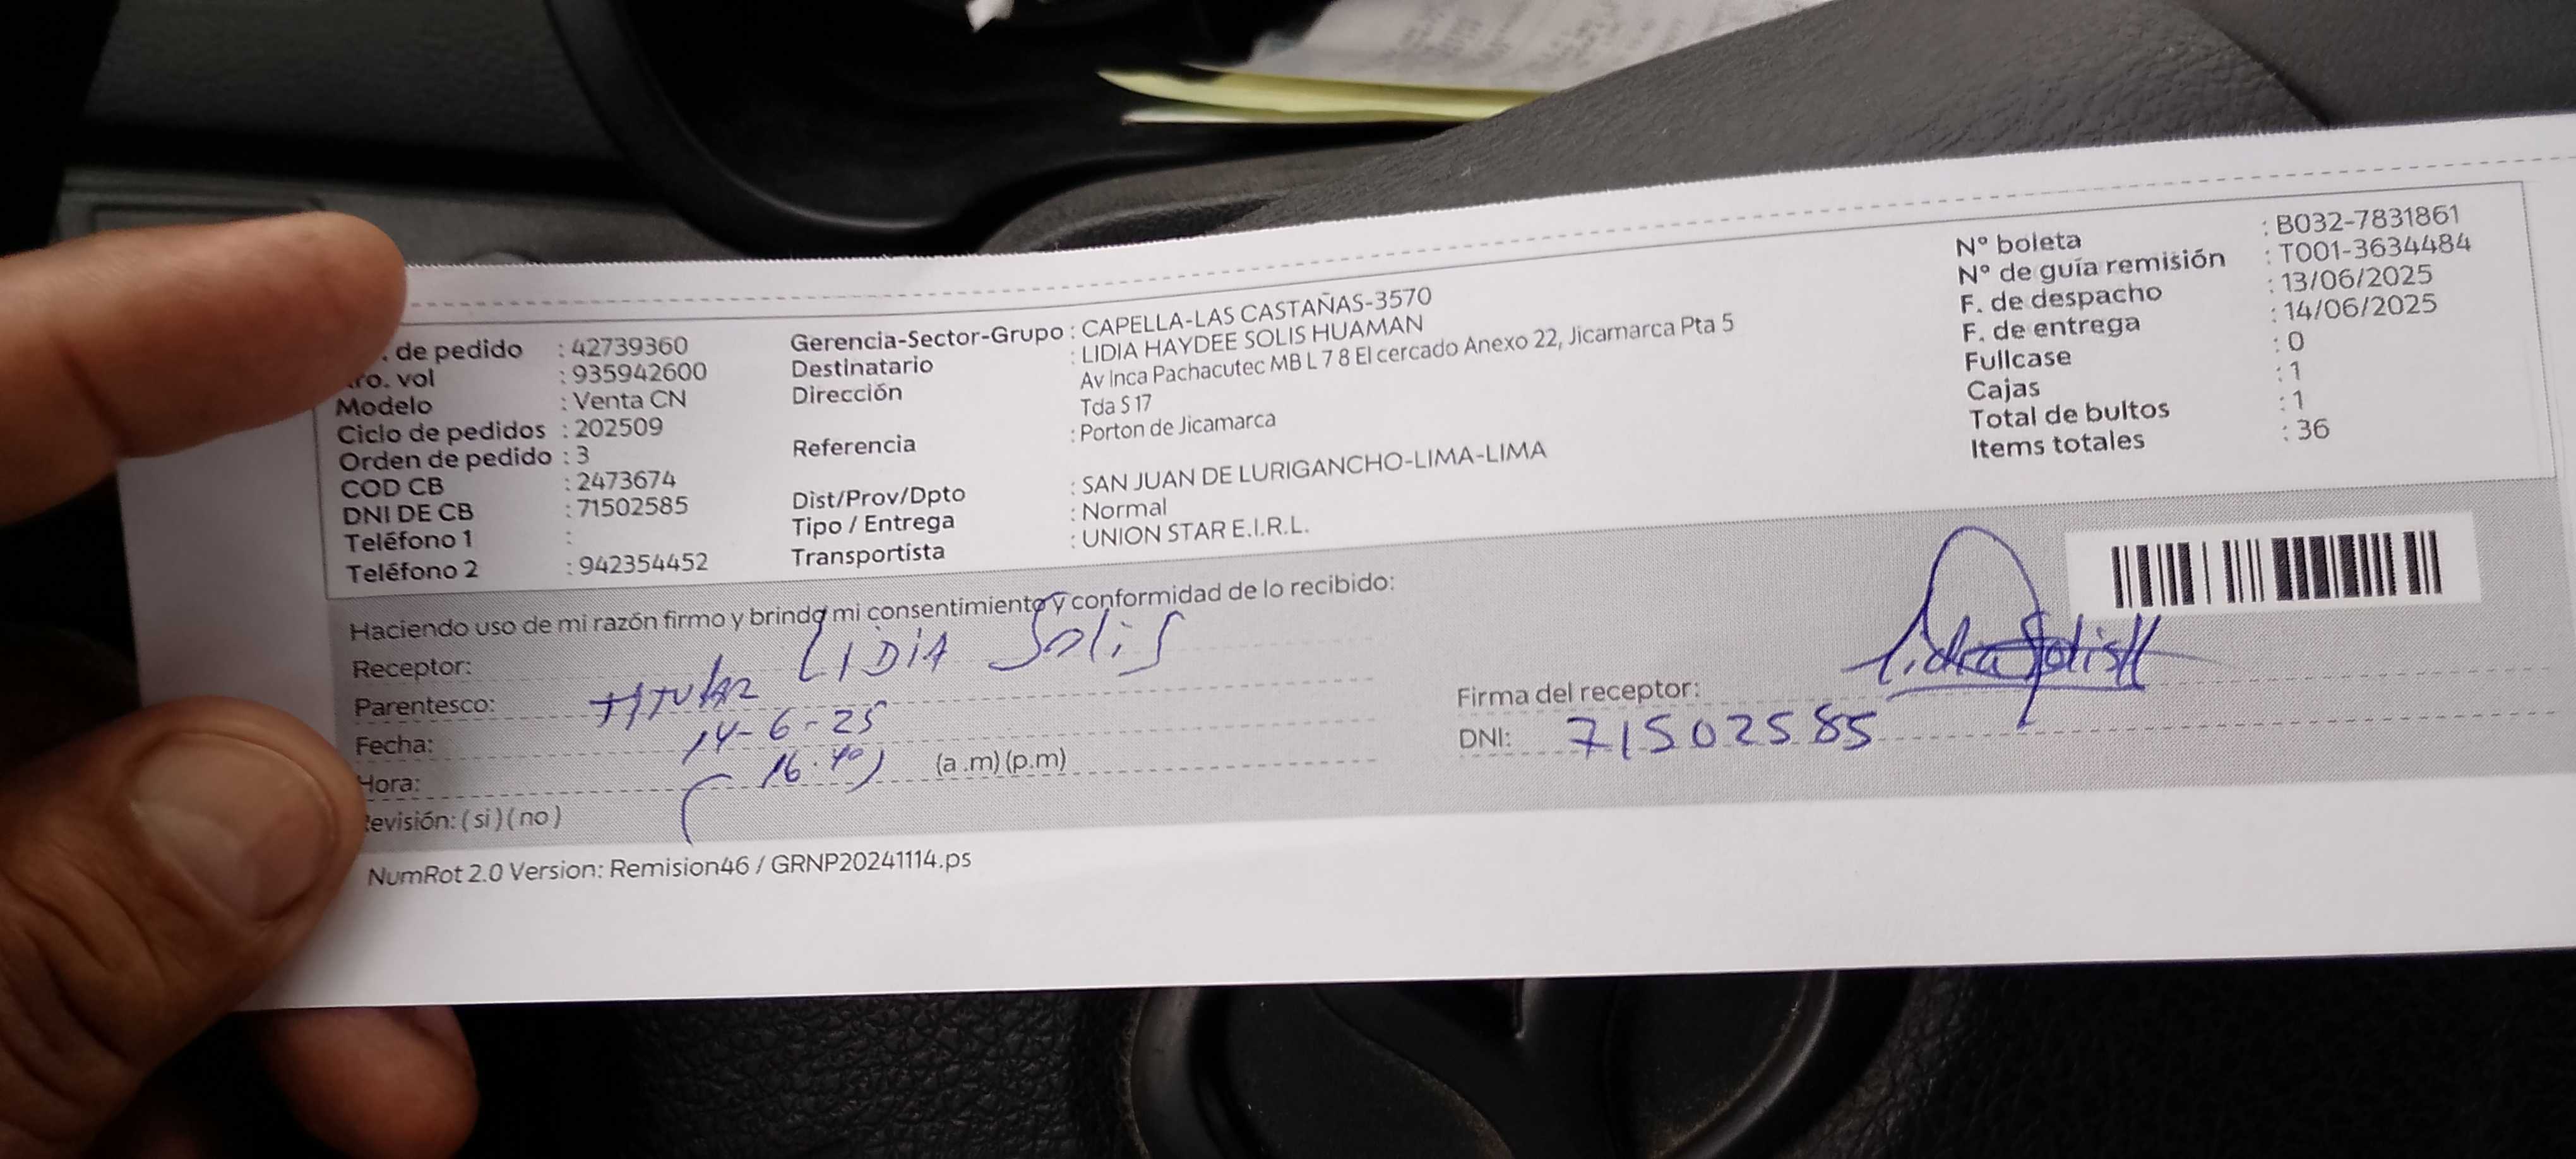 . de pedido : 42739360
ro. vol : 935942600
Modelo : Venta CN
Ciclo de pedidos : 202509
Orden de pedido : 3
COD CB : 2473674
DNI DE CB : 71502585
Teléfono 1 :
Teléfono 2 : 942354452
Gerencia-Sector-Grupo : CAPELLA-LAS CASTAÑAS-3570
Destinatario : LIDIA HAYDEE SOLIS HUAMAN
Dirección Av Inca Pachacutec MB L 7 8 El cercado Anexo 22, Jicamarca Pta 5
Tda S 17
Referencia : Porton de Jicamarca
Dist/Prov/Dpto : SAN JUAN DE LURIGANCHO-LIMA-LIMA
Tipo / Entrega : Normal
Transportista : UNION STAR E.I.R.L.
Nº boleta : B032-7831861
Nº de guía remisión : T001-3634484
F. de despacho : 13/06/2025
F. de entrega : 14/06/2025
Fullcase : 0
Cajas : 1
Total de bultos : 1
Items totales : 36
Haciendo uso de mi razón firmo y brindo mi consentimiento y conformidad de lo recibido:
Receptor: LIDIA SoliS
Parentesco: TITULAR
Fecha: 14-6-25
Hora: 16:40 (a .m) (p.m)
evisión: ( si ) ( no )
Firma del receptor: Lidia Solis H
DNI: 71502585
NumRot 2.0 Version: Remision46 / GRNP20241114.ps